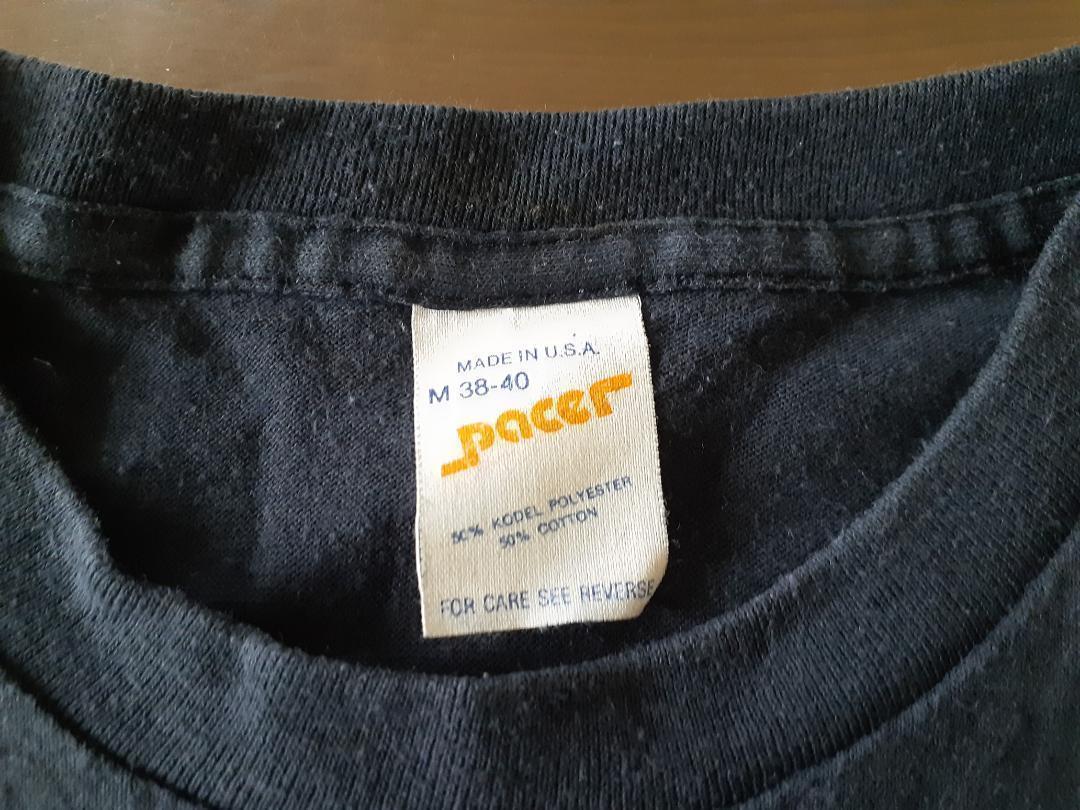 MADE IN U.S.A.
M 38-40
pacer
50% KODEL POLYESTER
50% COTTON
FOR CARE SEE REVERSE